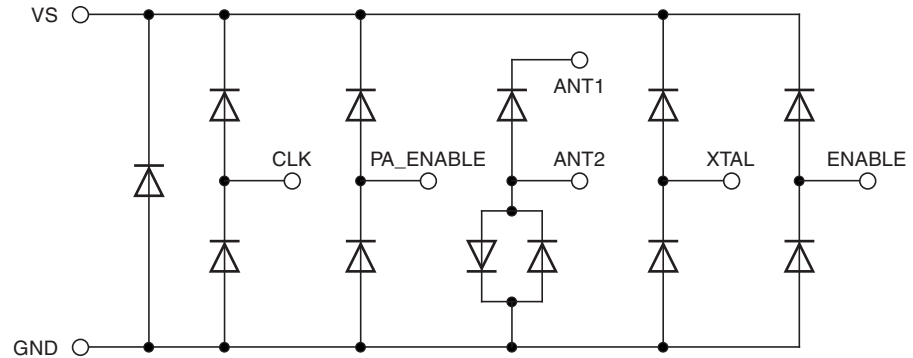 VS
ANT1
CLK
PA_ENABLE
ANT2
XTAL
ENABLE
GND